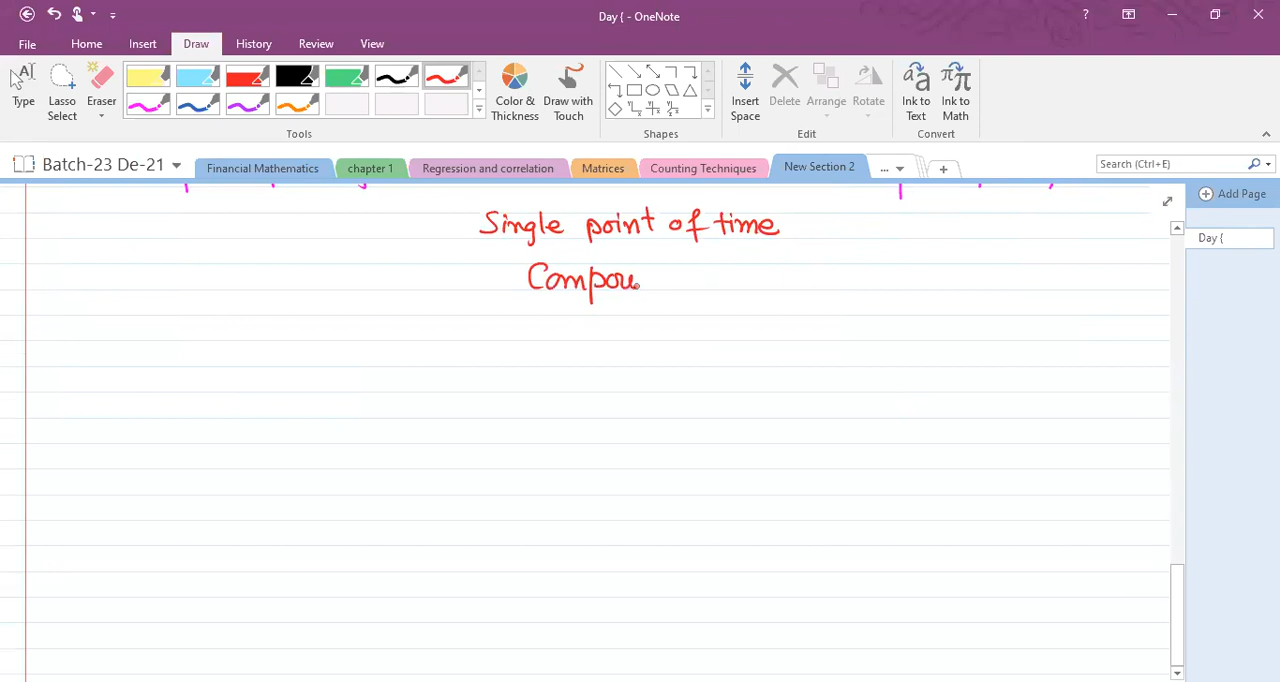 Day { - OneNote
?
File Home Insert Draw History Review View
Type Lasso Select Eraser Color & Thickness Draw with Touch Insert Space Delete Arrange Rotate Ink to Text Ink to Math
Tools Shapes Edit Convert
Batch-23 De-21 Financial Mathematics chapter 1 Regression and correlation Matrices Counting Techniques New Section 2 ... + Search (Ctrl+E)
Add Page
Day {
Single point of time
Compou